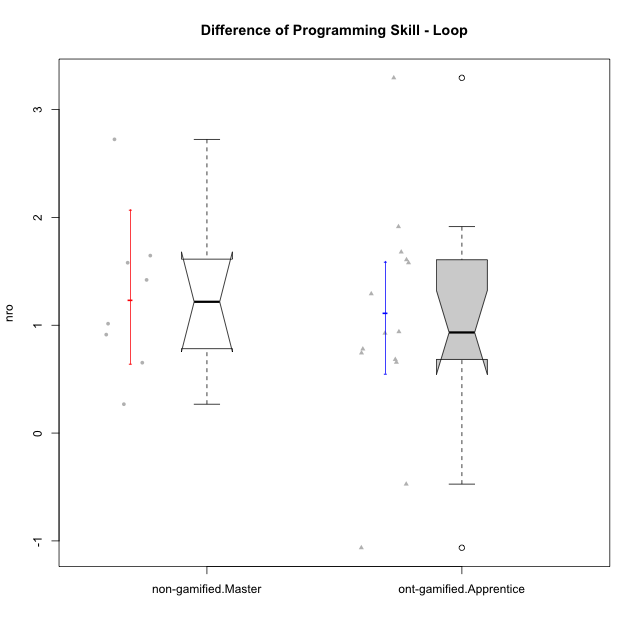 Difference of Programming Skill - Loop
nro
3
2
1
0
-1
non-gamified.Master
ont-gamified.Apprentice